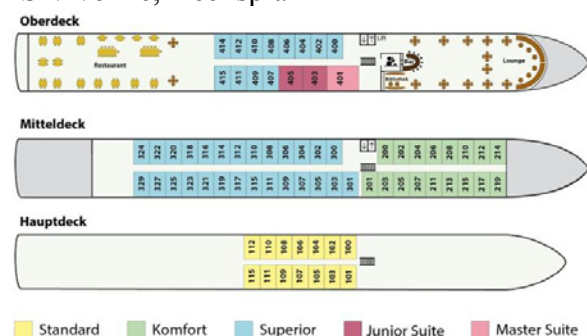 Oberdeck
414 412 410 408 406 404 402 400 Lift
Restaurant Lounge
415 411 409 407 405 403 401
Mitteldeck
324 322 320 318 316 314 312 310 308 306 304 302 300 200 202 204 206 208 210 212 214
329 327 325 323 321 319 317 315 311 309 307 305 303 301 201 203 205 207 211 213 215 217 219
Hauptdeck
112 110 108 106 104 102 100
115 111 109 107 105 103 101
Standard Komfort Superior Junior Suite Master Suite